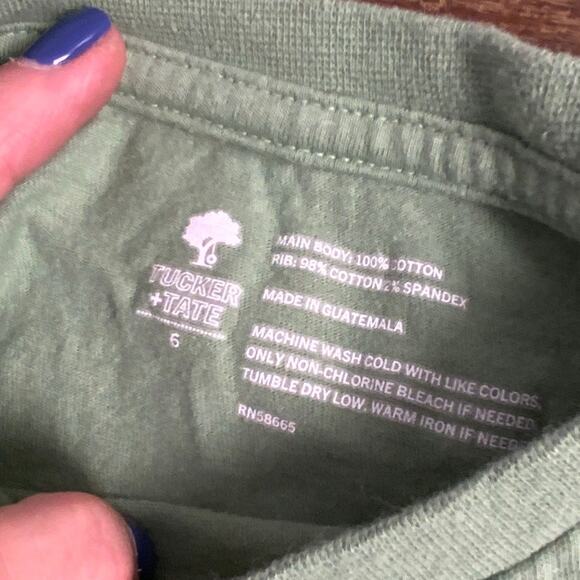 TUCKER
+TATE
6
MAIN BODY: 100% COTTON
RIB: 98% COTTON 2% SPANDEX
MADE IN GUATEMALA
MACHINE WASH COLD WITH LIKE COLORS.
ONLY NON-CHLORINE BLEACH IF NEEDED.
TUMBLE DRY LOW. WARM IRON IF NEEDED
RN58665